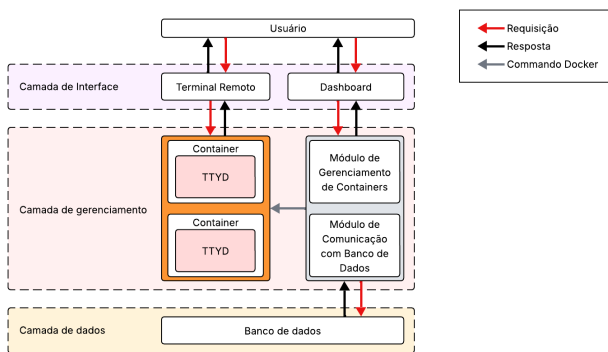 Usuário
Requisição
Resposta
Commando Docker
Camada de Interface
Terminal Remoto
Dashboard
Camada de gerenciamento
Container
TTYD
Container
TTYD
Módulo de
Gerenciamento
de Containers
Módulo de
Comunicação
com Banco de
Dados
Camada de dados
Banco de dados